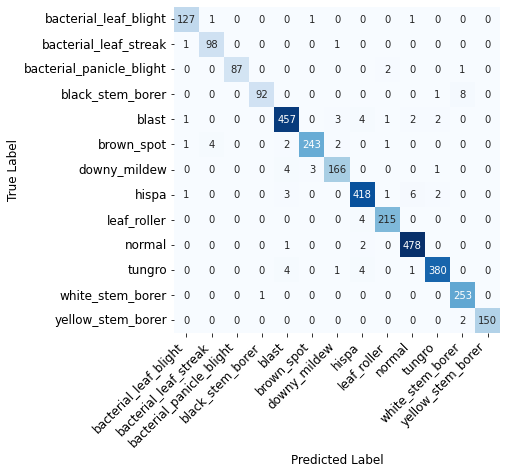 bacterial_leaf_blight 127 1 0 0 0 1 0 0 0 1 0 0 0
bacterial_leaf_streak 1 98 0 0 0 0 1 0 0 0 0 0 0
bacterial_panicle_blight 0 0 87 0 0 0 0 0 2 0 0 1 0
black_stem_borer 0 0 0 92 0 0 0 0 0 0 1 8 0
blast 1 0 0 0 457 0 3 4 1 2 2 0 0
brown_spot 1 4 0 0 2 243 2 0 1 0 0 0 0
downy_mildew 0 0 0 0 4 3 166 0 0 0 1 0 0
hispa 1 0 0 0 3 0 0 418 1 6 2 0 0
leaf_roller 0 0 0 0 0 0 0 4 215 0 0 0 0
normal 0 0 0 0 1 0 0 2 0 478 0 0 0
tungro 0 0 0 0 4 0 1 4 0 1 380 0 0
white_stem_borer 0 0 0 1 0 0 0 0 0 0 0 253 0
yellow_stem_borer 0 0 0 0 0 0 0 0 0 0 0 2 150
True Label
bacterial_leaf_blight
bacterial_leaf_streak
bacterial_panicle_blight
black_stem_borer
blast
brown_spot
downy_mildew
hispa
leaf_roller
normal
tungro
white_stem_borer
yellow_stem_borer
Predicted Label